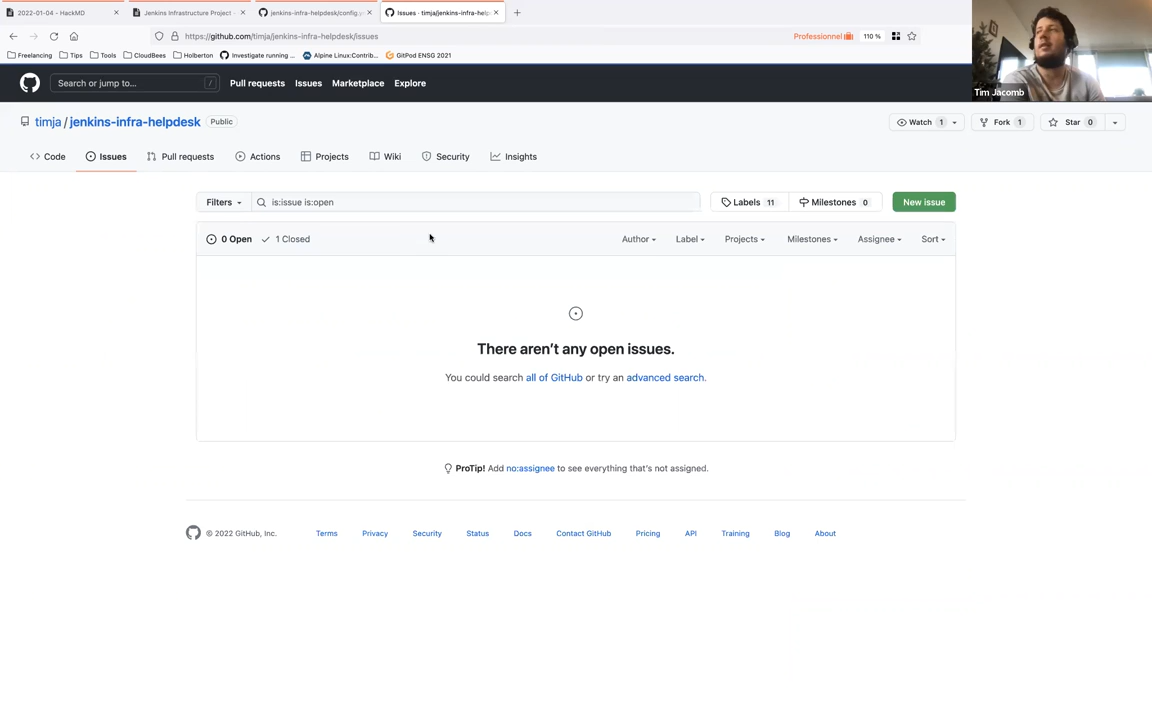 2022-01-04 - HackMD
Jenkins Infrastructure Project -
jenkins-infra-helpdesk/config.y
Issues · timja/jenkins-infra-help
https://github.com/timja/jenkins-infra-helpdesk/issues
Professionnel
110 %
Freelancing
Tips
Tools
CloudBees
Holberton
Investigate running ...
Alpine Linux:Contrib...
GitPod ENSG 2021
Search or jump to...
/
Pull requests
Issues
Marketplace
Explore
Tim Jacomb
timja / jenkins-infra-helpdesk
Public
Watch 1
Fork 1
Star 0
Code
Issues
Pull requests
Actions
Projects
Wiki
Security
Insights
Filters
is:issue is:open
Labels 11
Milestones 0
New issue
0 Open
1 Closed
Author
Label
Projects
Milestones
Assignee
Sort
There aren't any open issues.
You could search all of GitHub or try an advanced search.
ProTip! Add no:assignee to see everything that's not assigned.
© 2022 GitHub, Inc.
Terms
Privacy
Security
Status
Docs
Contact GitHub
Pricing
API
Training
Blog
About